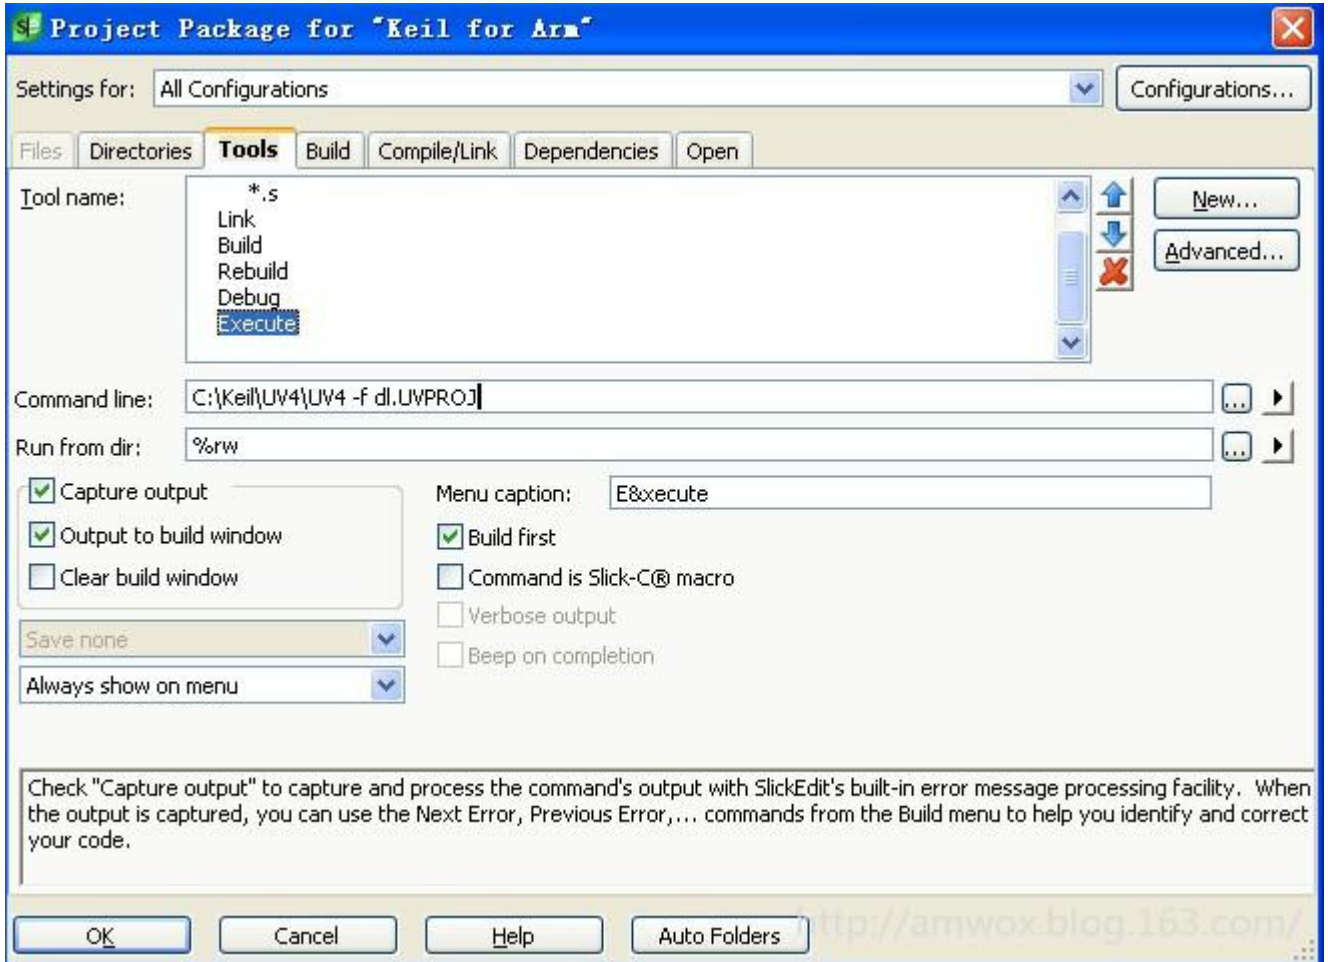 Project Package for "Keil for Arm"
Settings for: All Configurations Configurations...
Files Directories Tools Build Compile/Link Dependencies Open
Tool name: *.s New...
Link
Build Advanced...
Rebuild
Debug
Execute
Command line: C:\Keil\UV4\UV4 -f dl.UVPROJ ...
Run from dir: %rw ...
Capture output Menu caption: E&xecute
Output to build window Build first
Clear build window Command is Slick-C® macro
Verbose output
Save none
Beep on completion
Always show on menu
Check "Capture output" to capture and process the command's output with SlickEdit's built-in error message processing facility. When
the output is captured, you can use the Next Error, Previous Error,... commands from the Build menu to help you identify and correct
your code.
OK Cancel Help Auto Folders
http://amwox.blog.163.com/